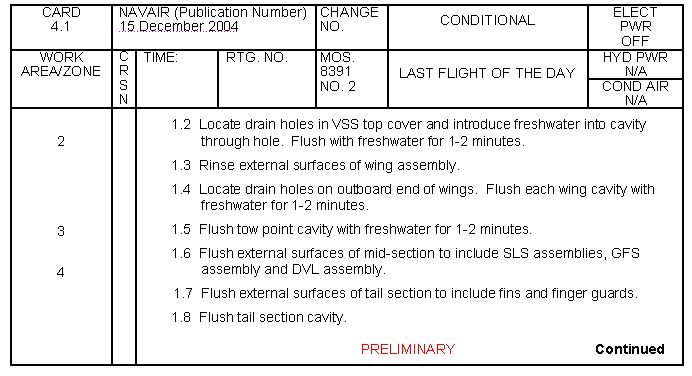 CARD
4.1
NAVAIR (Publication Number)
15 December 2004
CHANGE
NO.
CONDITIONAL
ELECT
PWR
OFF
WORK
AREA/ZONE
C
R
S
N
TIME:
RTG. NO.
MOS.
8391
NO. 2
LAST FLIGHT OF THE DAY
HYD PWR
N/A
COND AIR
N/A
1.2 Locate drain holes in VSS top cover and introduce freshwater into cavity
2
through hole. Flush with freshwater for 1-2 minutes.
1.3 Rinse external surfaces of wing assembly.
1.4 Locate drain holes on outboard end of wings. Flush each wing cavity with
freshwater for 1-2 minutes.
3
1.5 Flush tow point cavity with freshwater for 1-2 minutes.
1.6 Flush external surfaces of mid-section to include SLS assemblies, GFS
4
assembly and DVL assembly.
1.7 Flush external surfaces of tail section to include fins and finger guards.
1.8 Flush tail section cavity.
PRELIMINARY
Continued